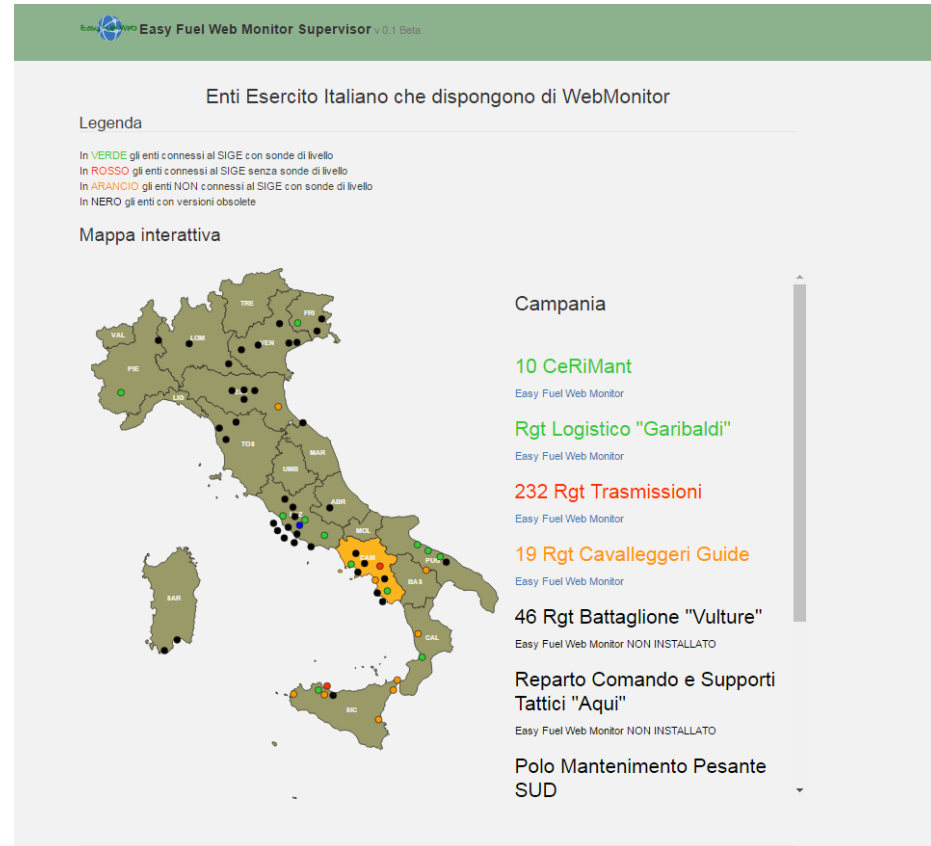 Easy Fuel Web Easy Fuel Web Monitor Supervisor v 0.1 Beta
Enti Esercito Italiano che dispongono di WebMonitor
Legenda
In VERDE gli enti connessi al SIGE con sonde di livello
In ROSSO gli enti connessi al SIGE senza sonde di livello
In ARANCIO gli enti NON connessi al SIGE con sonde di livello
In NERO gli enti con versioni obsolete
Mappa interattiva
TRE
FRI
VAL
LOM
VEN
PIE
LIG
TOS
MAR
UMB
ABR
MOL
CAM
PUG
BAS
SAR
CAL
SIC
Campania
10 CeRiMant
Easy Fuel Web Monitor
Rgt Logistico "Garibaldi"
Easy Fuel Web Monitor
232 Rgt Trasmissioni
Easy Fuel Web Monitor
19 Rgt Cavalleggeri Guide
Easy Fuel Web Monitor
46 Rgt Battaglione "Vulture"
Easy Fuel Web Monitor NON INSTALLATO
Reparto Comando e Supporti
Tattici "Aqui"
Easy Fuel Web Monitor NON INSTALLATO
Polo Mantenimento Pesante
SUD